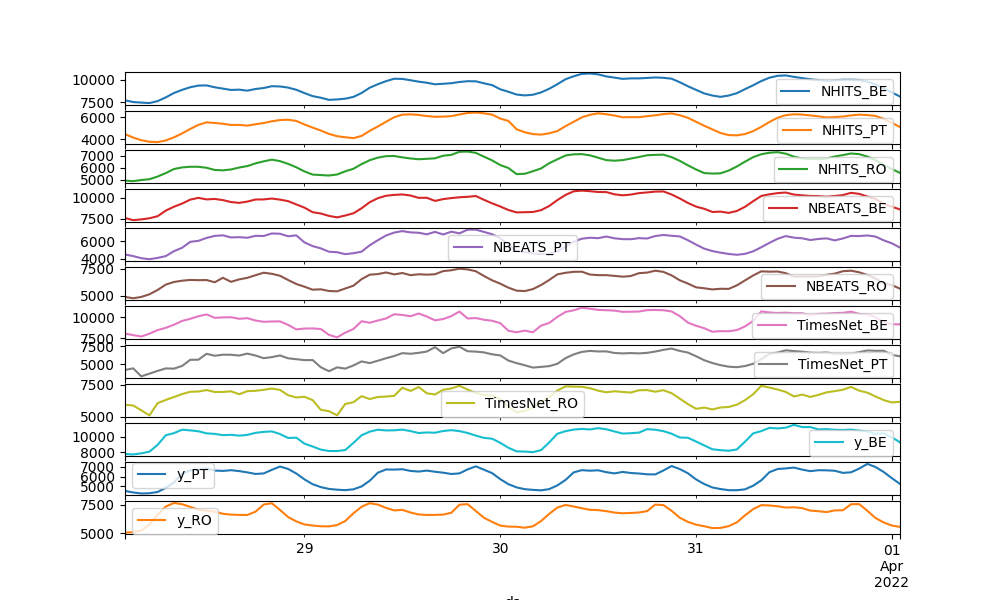 10000
7500
NHITS_BE
6000
4000
NHITS_PT
7000
6000
5000
NHITS_RO
10000
7500
NBEATS_BE
6000
4000
NBEATS_PT
7500
5000
NBEATS_RO
10000
7500
TimesNet_BE
7500
5000
TimesNet_PT
7500
5000
TimesNet_RO
10000
8000
y_BE
7000
6000
5000
y_PT
7500
5000
y_RO
29
30
31
01
Apr
2022